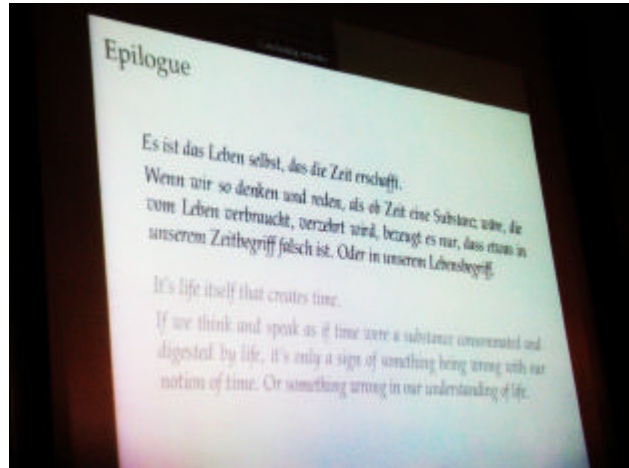 Epilogue
Es ist das Leben selbst, das die Zeit erschafft.
Wenn wir so denken und reden, als ob Zeit eine Substanz wäre, die
vom Leben verbraucht, verzehrt wird, bezeugt es nur, dass etwas in
unserem Zeitbegriff falsch ist. Oder in unserem Lebensbegriff.
It's life itself that creates time.
If we think and speak as if time were a substance consummated and
digested by life, it's only a sign of something being wrong with our
notion of time. Or something wrong in our understanding of life.